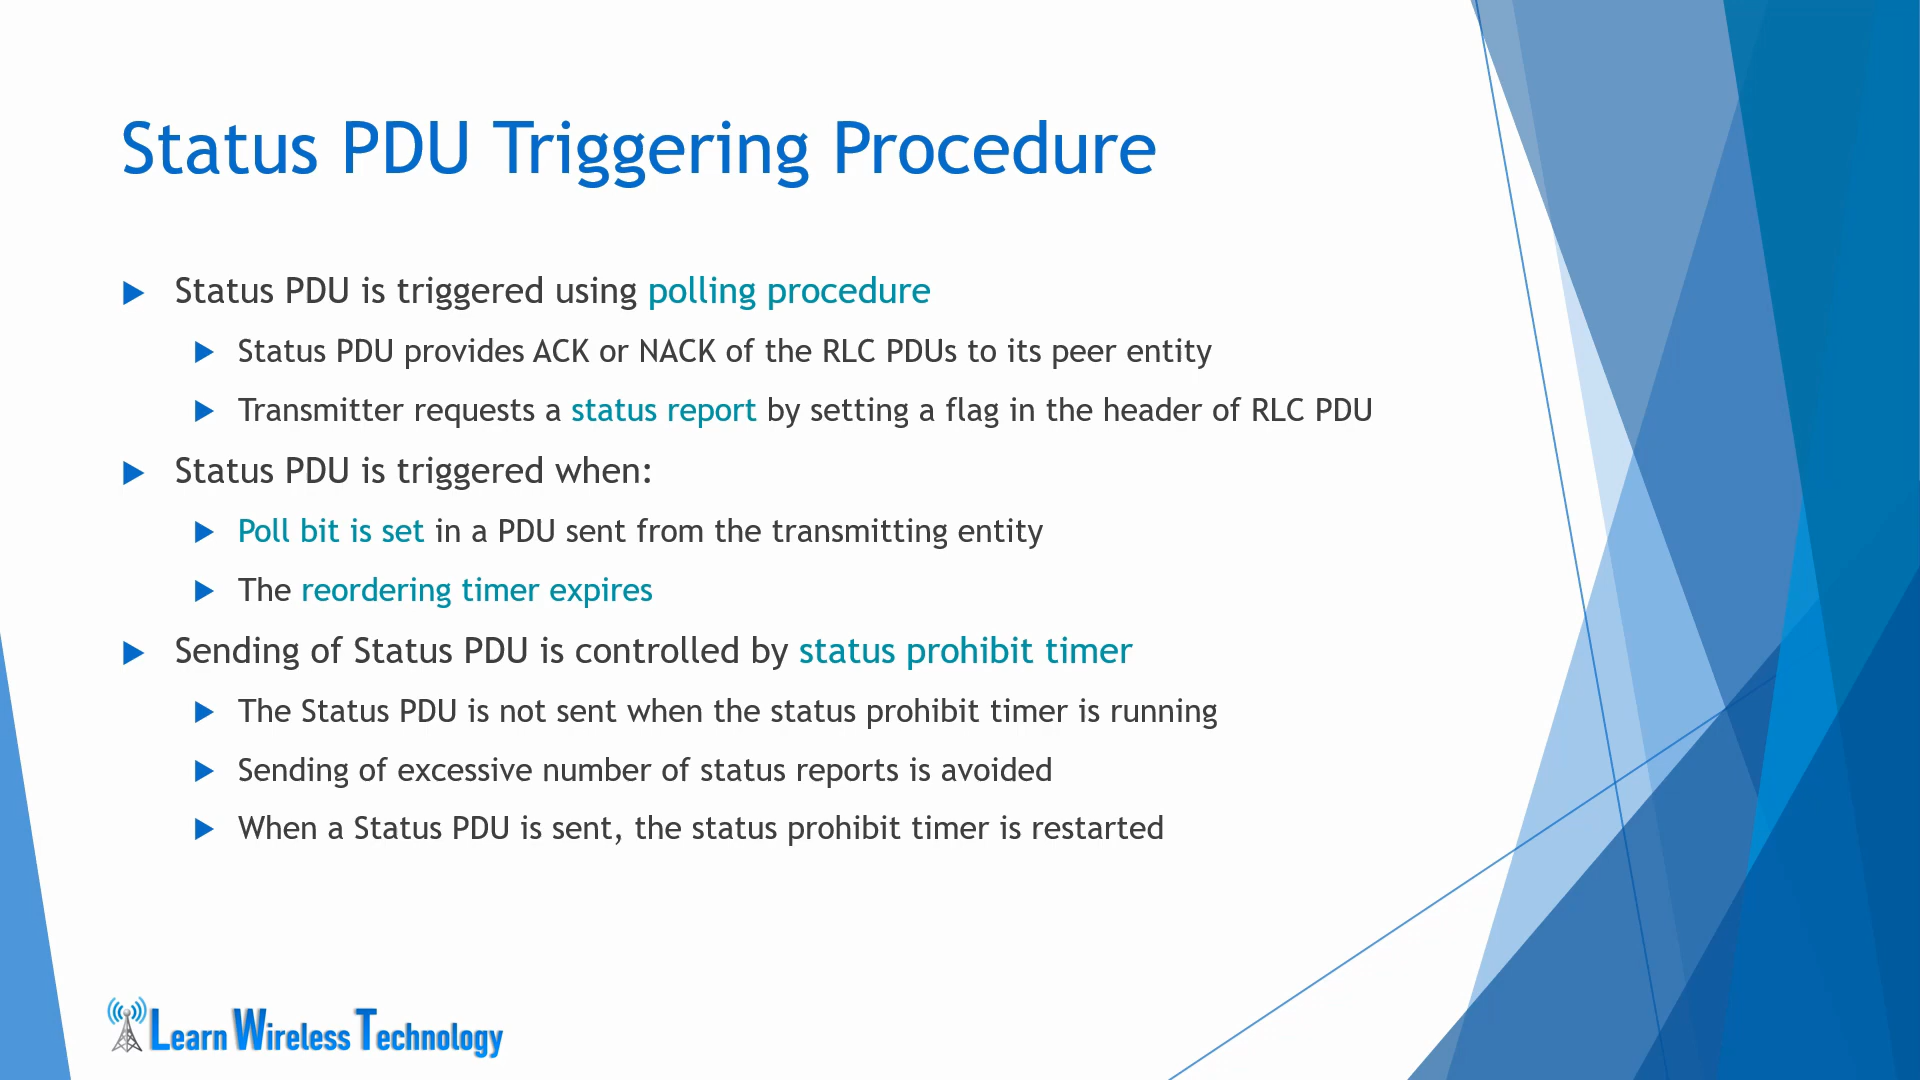 Status PDU Triggering Procedure
Status PDU is triggered using polling procedure
Status PDU provides ACK or NACK of the RLC PDUs to its peer entity
Transmitter requests a status report by setting a flag in the header of RLC PDU
Status PDU is triggered when:
Poll bit is set in a PDU sent from the transmitting entity
The reordering timer expires
Sending of Status PDU is controlled by status prohibit timer
The Status PDU is not sent when the status prohibit timer is running
Sending of excessive number of status reports is avoided
When a Status PDU is sent, the status prohibit timer is restarted
Learn Wireless Technology